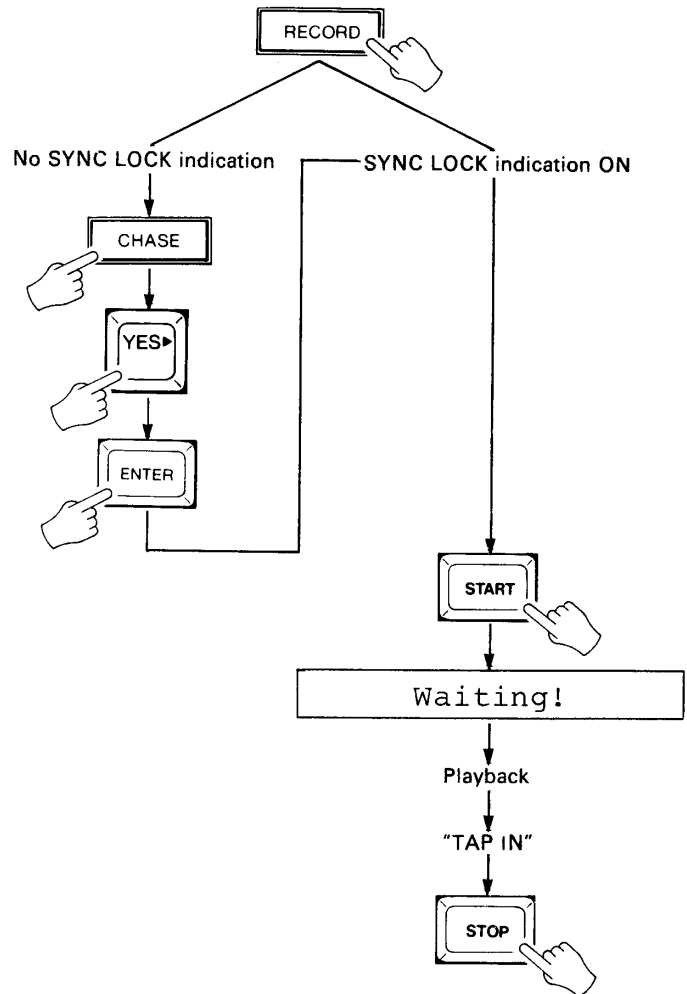 RECORD
No SYNC LOCK indication
SYNC LOCK indication ON
CHASE
YES▶
ENTER
START
Waiting!
Playback
"TAP IN"
STOP